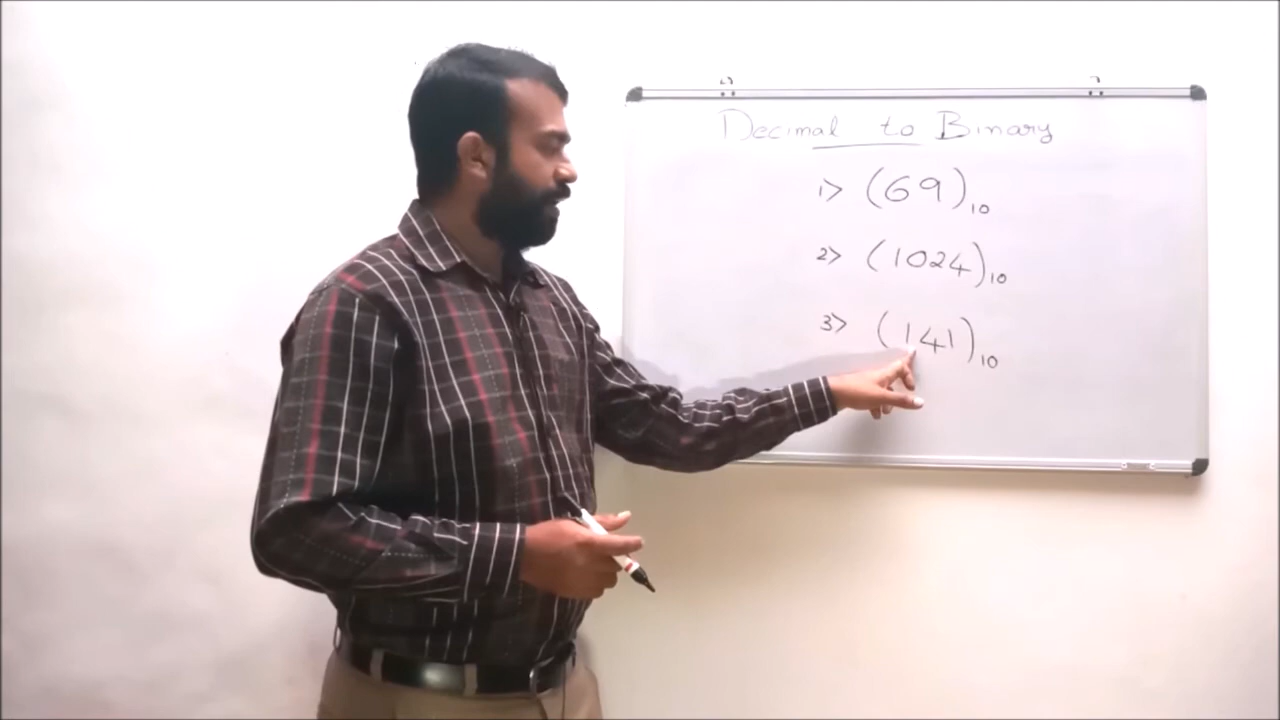 Decimal to Binary
1> (69)10
2> (1024)10
3> (141)10